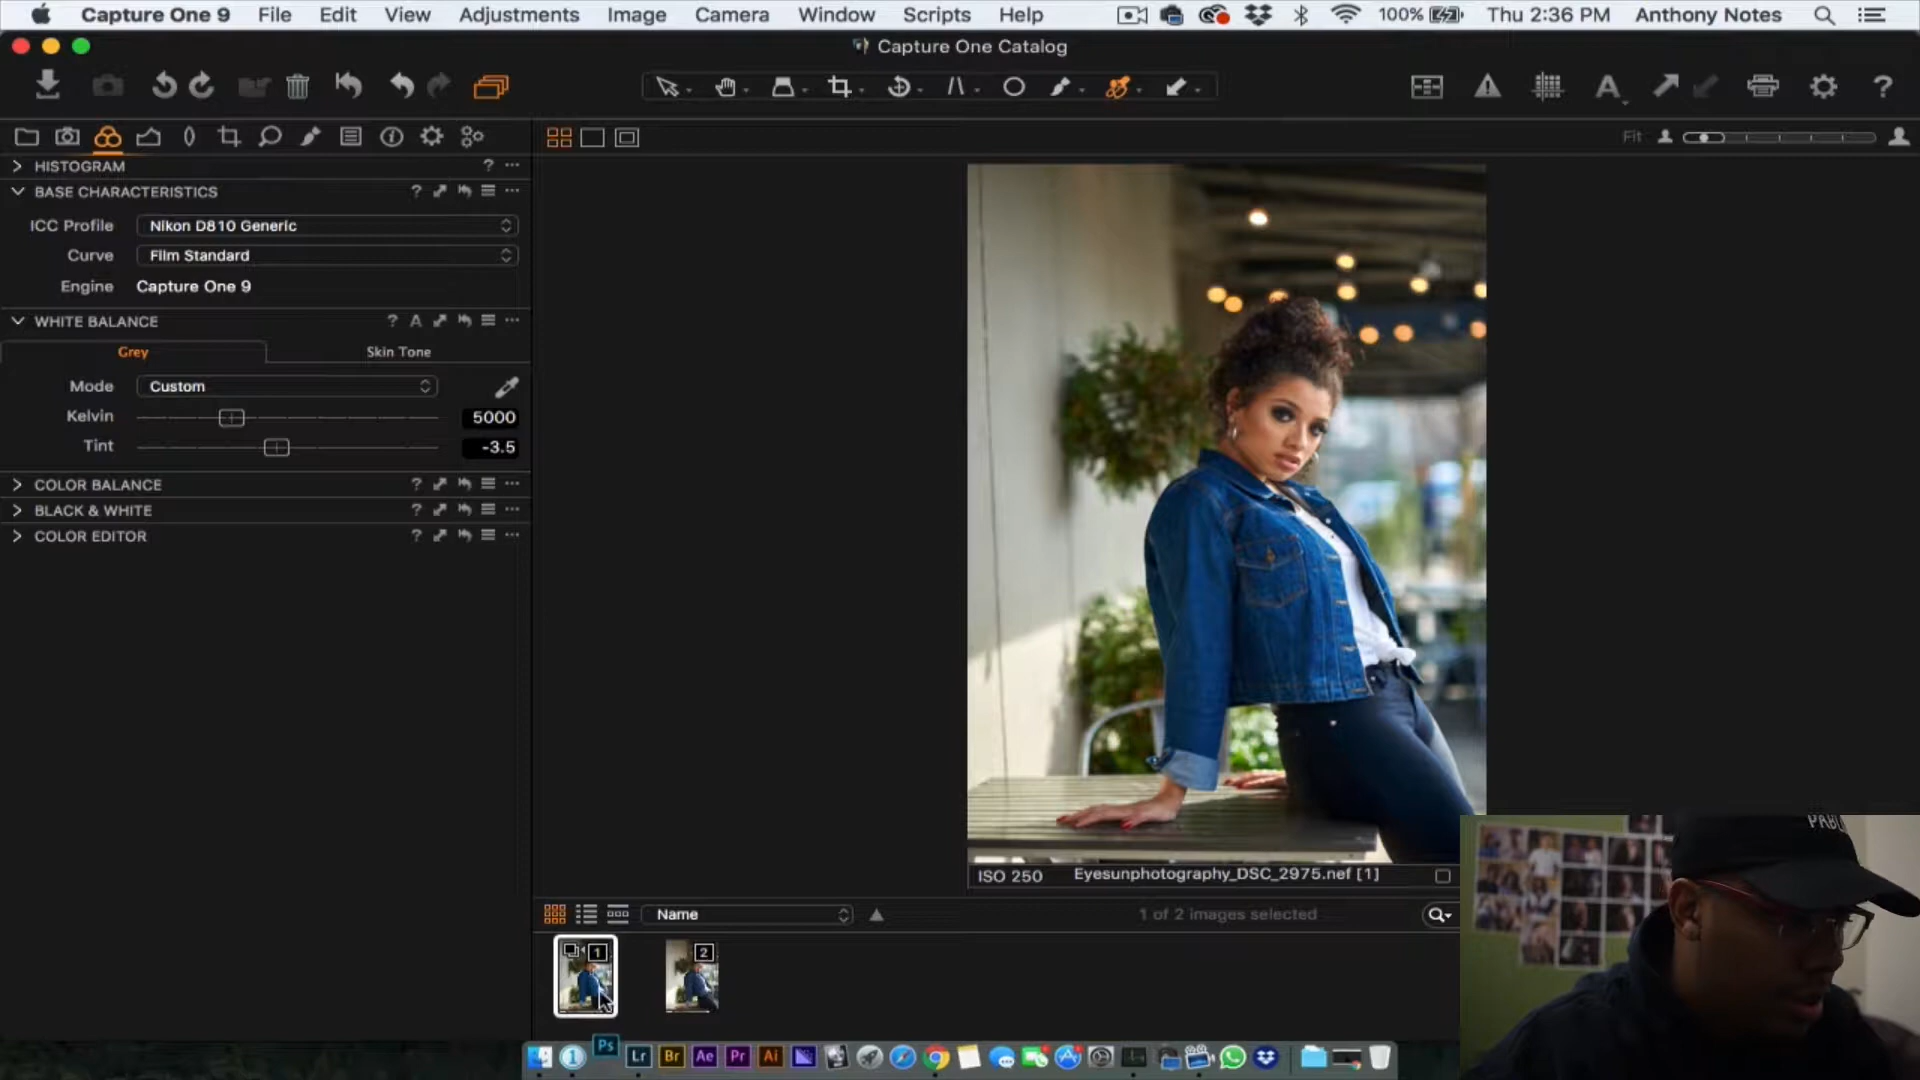 Capture One 9 File Edit View Adjustments Image Camera Window Scripts Help 100% Thu 2:36 PM Anthony Notes
Capture One Catalog
A ?
Fit
HISTOGRAM ? ...
BASE CHARACTERISTICS ? ...
ICC Profile Nikon D810 Generic
Curve Film Standard
Engine Capture One 9
WHITE BALANCE ? A ...
Grey Skin Tone
Mode Custom
Kelvin 5000
Tint -3.5
COLOR BALANCE ? ...
BLACK & WHITE ? ...
COLOR EDITOR ? ...
ISO 250 Eyesunphotography_DSC_2975.nef [1]
Name 1 of 2 images selected
1 2
Ps
1 Lr Br Ae Pr Ai